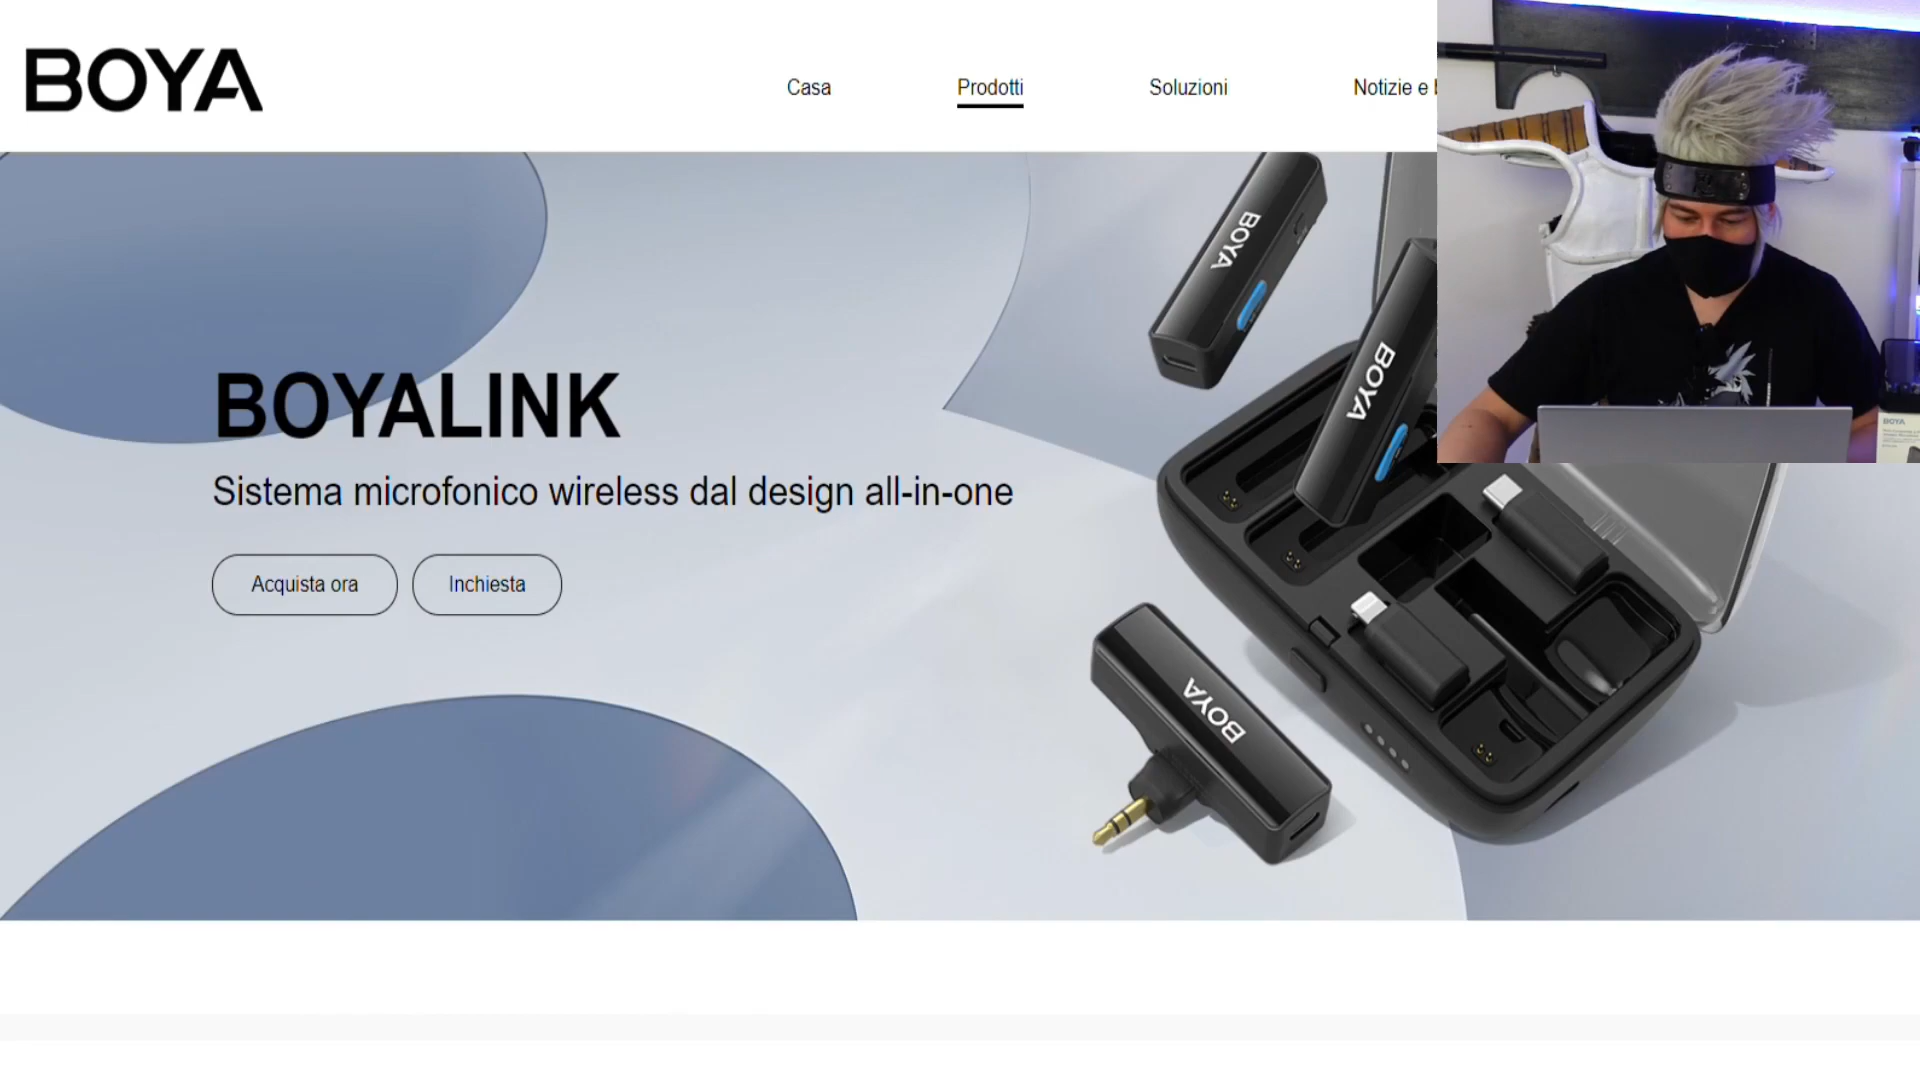 BOYA
Casa
Prodotti
Soluzioni
Notizie e
BOYALINK
Sistema microfonico wireless dal design all-in-one
Acquista ora
Inchiesta
BOYA
BOYA
BOYA
BOYA